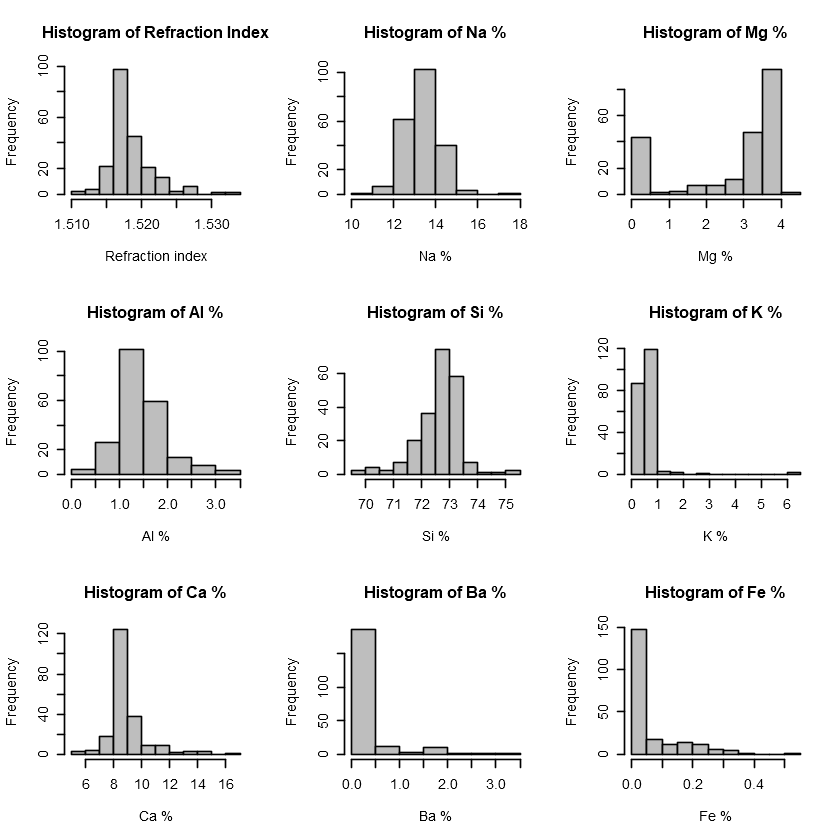 Histogram of Refraction Index
Frequency
0 20 60 100
1.510 1.520 1.530
Refraction index
Histogram of Na %
Frequency
0 20 60 100
10 12 14 16 18
Na %
Histogram of Mg %
Frequency
0 20 60
0 1 2 3 4
Mg %
Histogram of Al %
Frequency
0 20 60 100
0.0 1.0 2.0 3.0
Al %
Histogram of Si %
Frequency
0 20 40 60
70 71 72 73 74 75
Si %
Histogram of K %
Frequency
0 40 80 120
0 1 2 3 4 5 6
K %
Histogram of Ca %
Frequency
0 40 80 120
6 8 10 12 14 16
Ca %
Histogram of Ba %
Frequency
0 50 100
0.0 1.0 2.0 3.0
Ba %
Histogram of Fe %
Frequency
0 50 100 150
0.0 0.2 0.4
Fe %